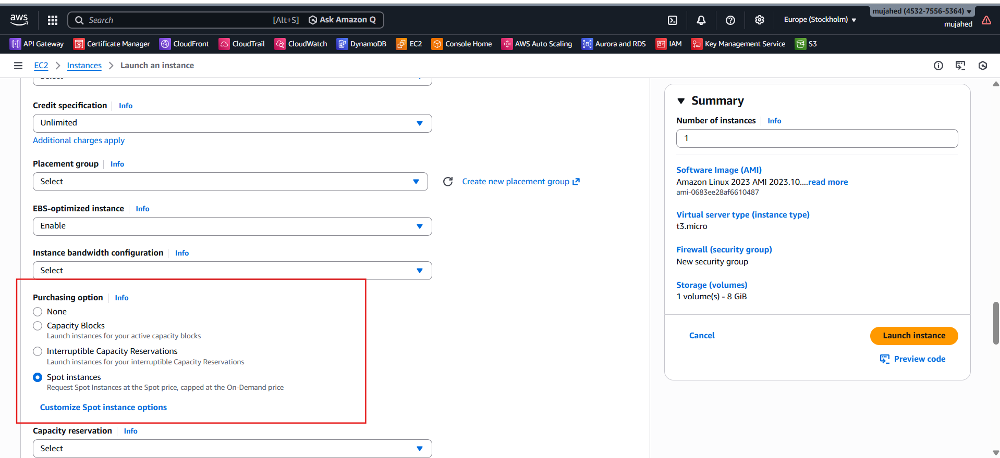 aws
Search [Alt+S] Ask Amazon Q
Europe (Stockholm)
mujahed (4532-7556-5364)
mujahed
API Gateway Certificate Manager CloudFront CloudTrail CloudWatch DynamoDB EC2 Console Home AWS Auto Scaling Aurora and RDS IAM Key Management Service S3
EC2 Instances Launch an instance
Credit specification Info
Unlimited
Additional charges apply
Placement group Info
Select
Create new placement group
EBS-optimized instance Info
Enable
Instance bandwidth configuration Info
Select
Purchasing option Info
None
Capacity Blocks
Launch instances for your active capacity blocks
Interruptible Capacity Reservations
Launch instances for your interruptible Capacity Reservations
Spot instances
Request Spot Instances at the Spot price, capped at the On-Demand price
Customize Spot instance options
Capacity reservation Info
Select
Summary
Number of instances Info
1
Software Image (AMI)
Amazon Linux 2023 AMI 2023.10....read more
ami-0683ee28af6610487
Virtual server type (instance type)
t3.micro
Firewall (security group)
New security group
Storage (volumes)
1 volume(s) - 8 GiB
Cancel
Launch instance
Preview code